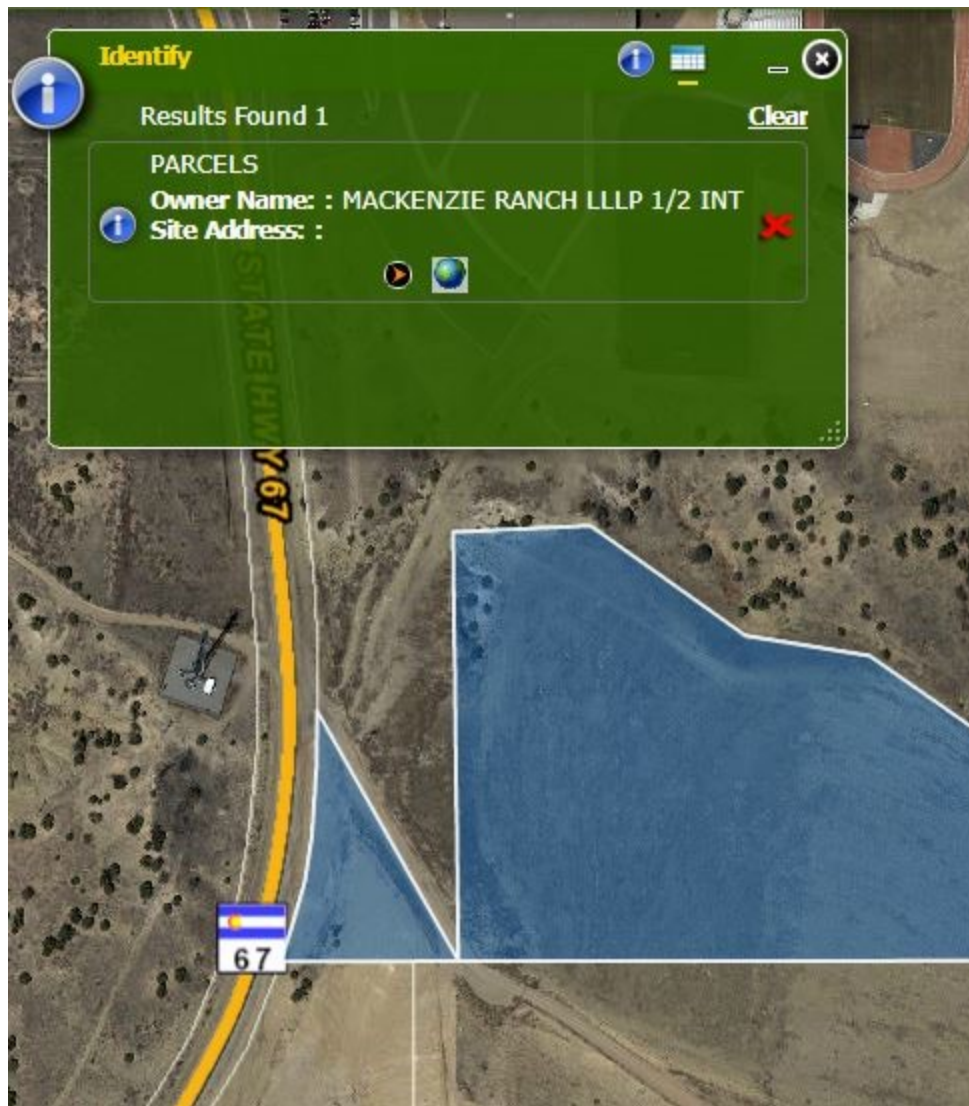 Identify
Results Found 1
Clear
PARCELS
Owner Name: : MACKENZIE RANCH LLLP 1/2 INT
Site Address: :
STATE HWY 67
67